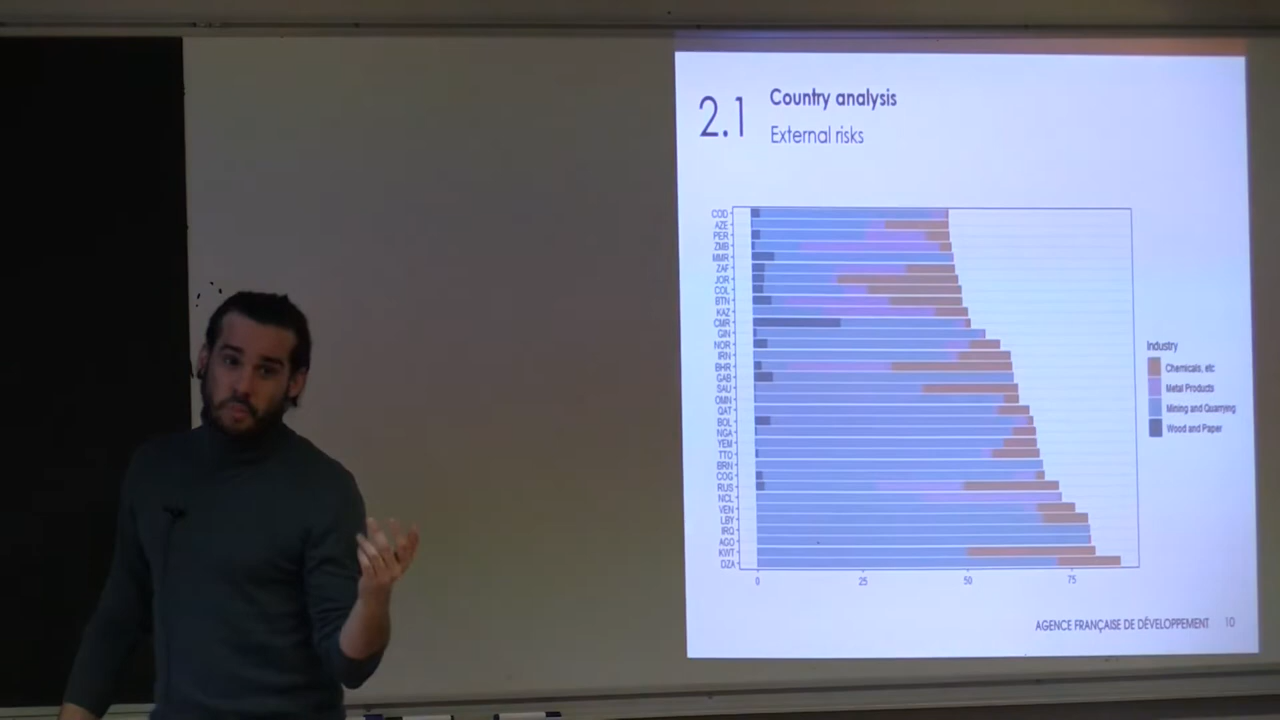 2.1
Country analysis
External risks
COD
AZE
PER
ZMB
MMR
ZAF
JOR
COL
BTN
KAZ
CMR
GIN
NOR
IRN
BHR
GAB
SAU
OMN
QAT
BOL
NGA
YEM
TTO
BRN
COG
RUS
NCL
VEN
LBY
IRQ
AGO
KWT
DZA
0 25 50 75
Industry
Chemicals, etc
Metal Products
Mining and Quarrying
Wood and Paper
AGENCE FRANÇAISE DE DÉVELOPPEMENT 10